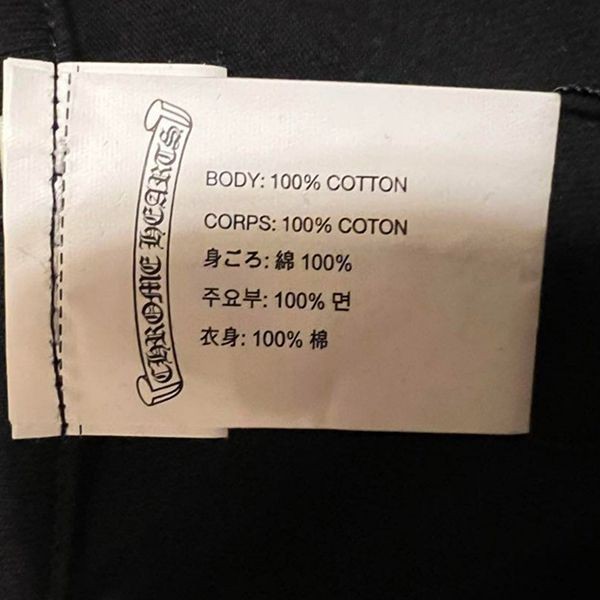 CHROME HEARTS
BODY: 100% COTTON
CORPS: 100% COTON
身ごろ: 綿 100%
주요부: 100% 면
衣身: 100% 棉